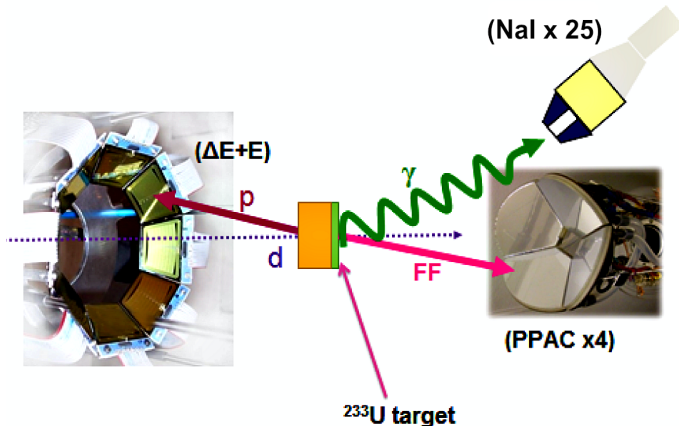 (NaI x 25)
(ΔE+E)
γ
p
d
FF
(PPAC x4)
²³³U target